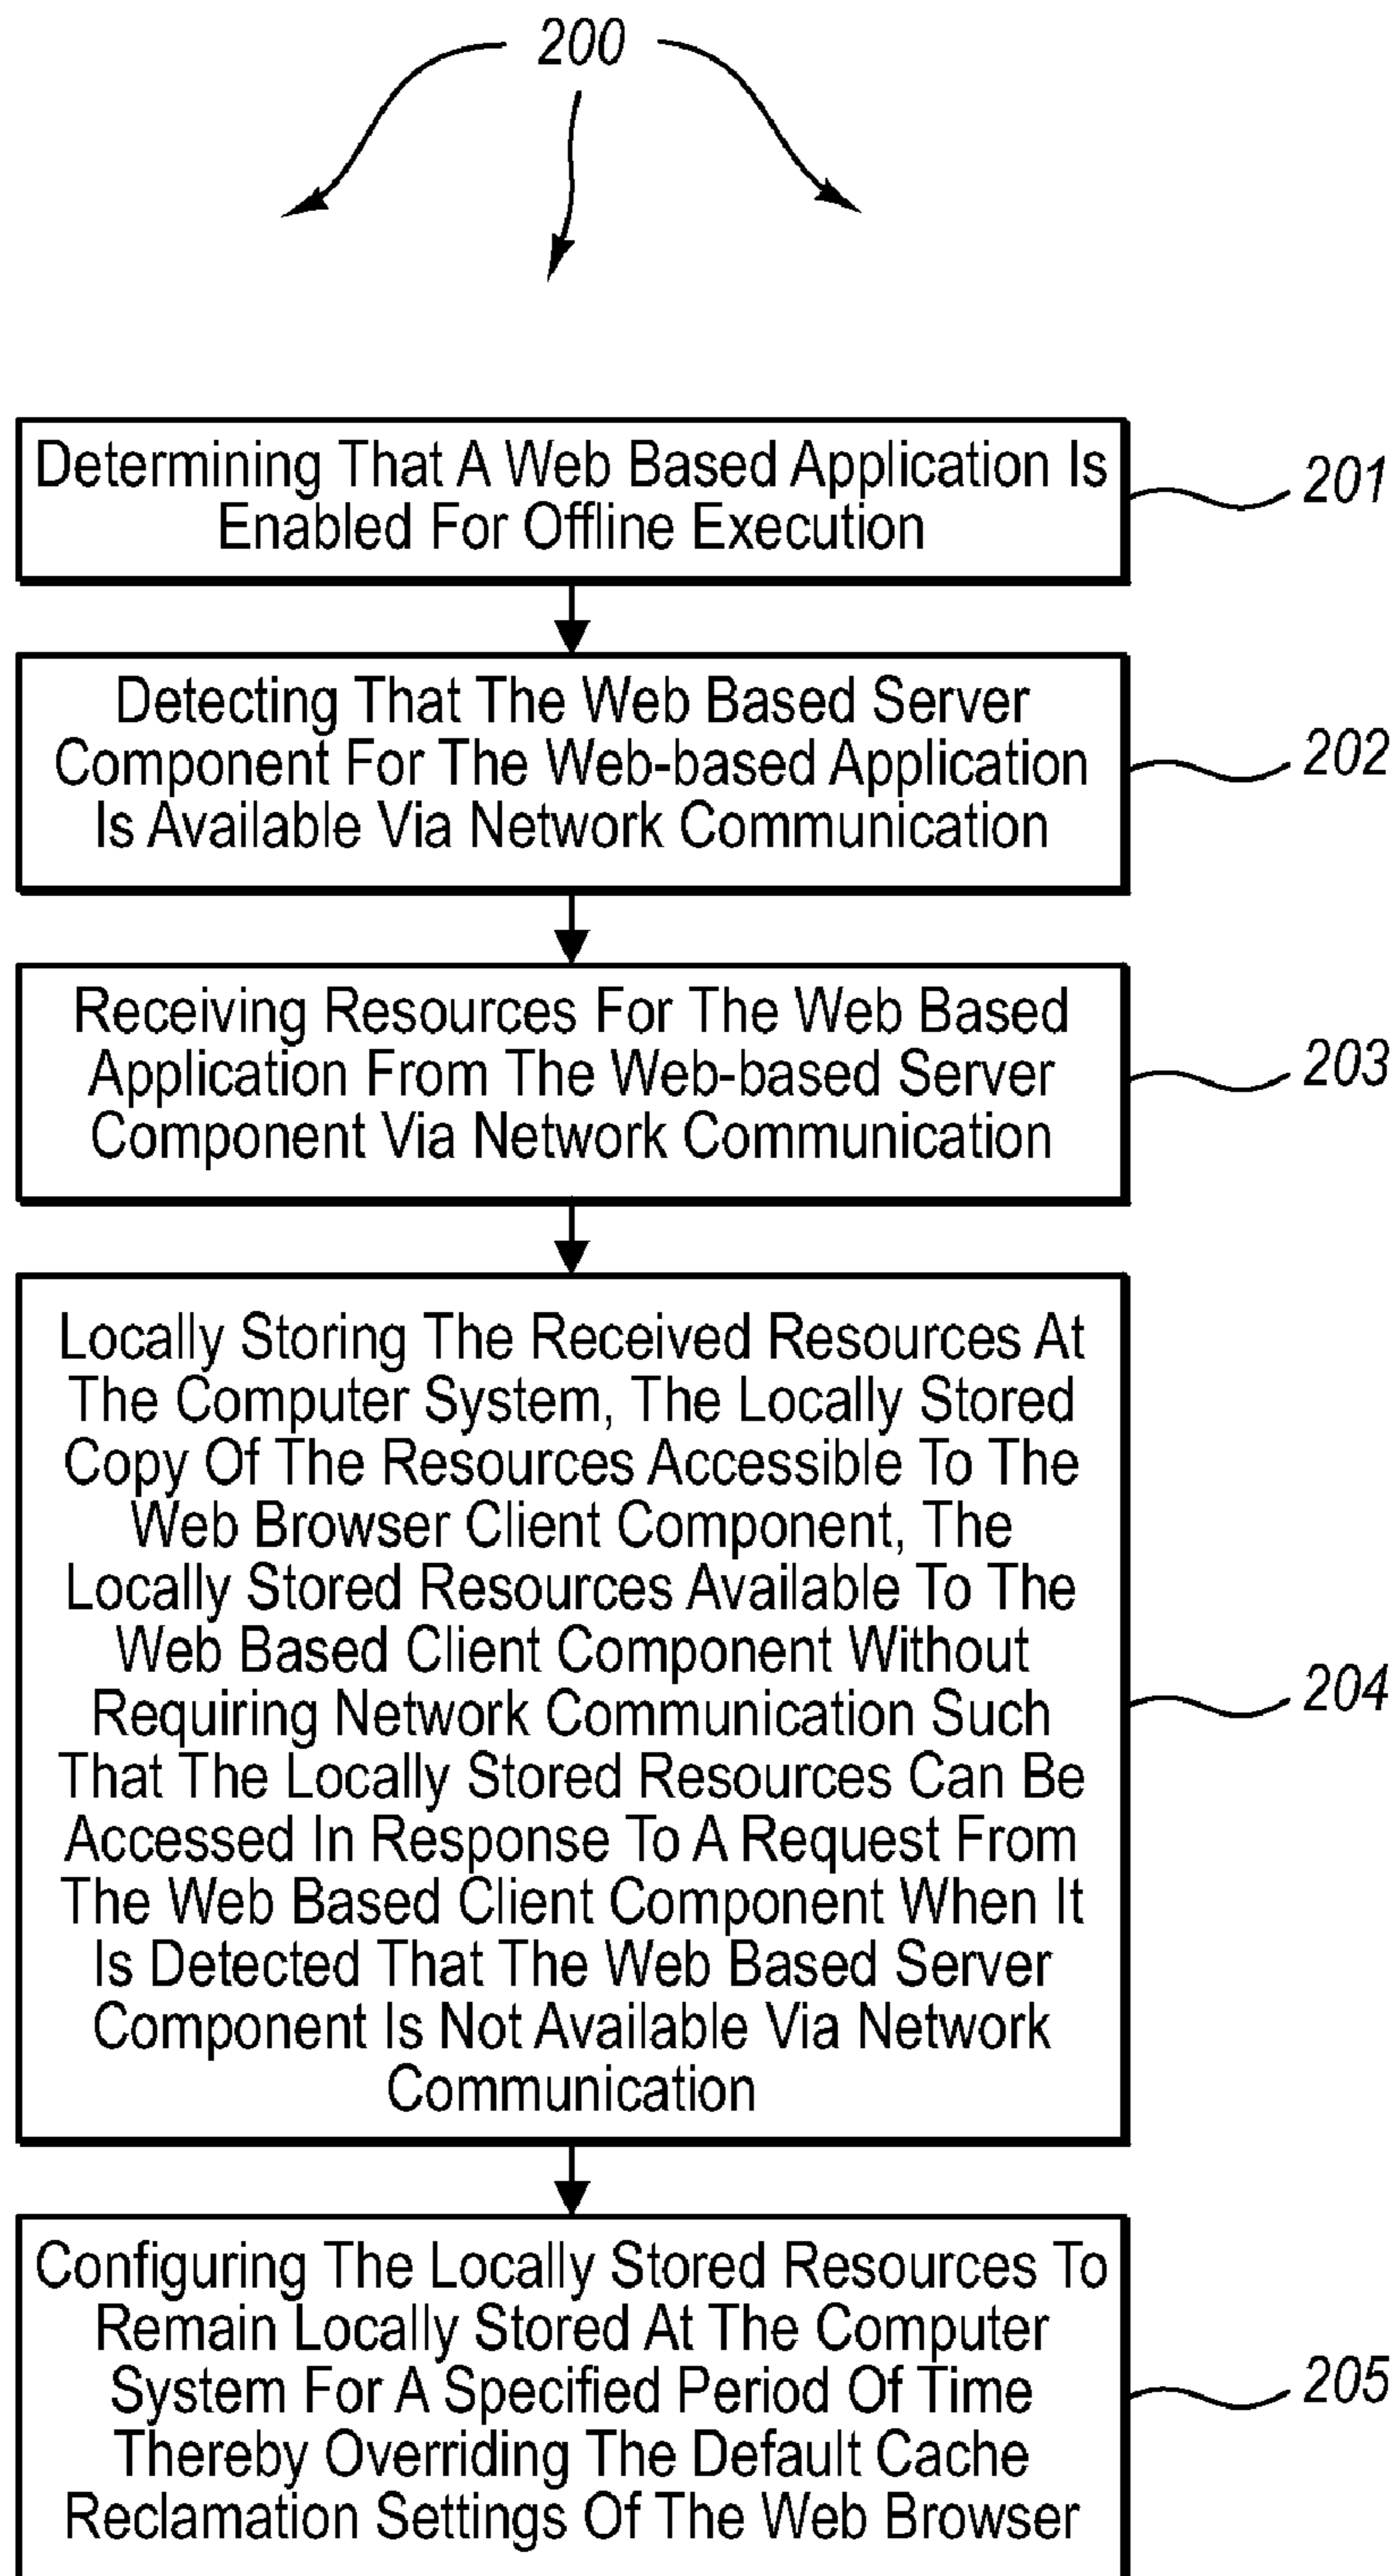 200
Determining That A Web Based Application Is
Enabled For Offline Execution
201
Detecting That The Web Based Server
Component For The Web-based Application
Is Available Via Network Communication
202
Receiving Resources For The Web Based
Application From The Web-based Server
Component Via Network Communication
203
Locally Storing The Received Resources At
The Computer System, The Locally Stored
Copy Of The Resources Accessible To The
Web Browser Client Component, The
Locally Stored Resources Available To The
Web Based Client Component Without
Requiring Network Communication Such
That The Locally Stored Resources Can Be
Accessed In Response To A Request From
The Web Based Client Component When It
Is Detected That The Web Based Server
Component Is Not Available Via Network
Communication
204
Configuring The Locally Stored Resources To
Remain Locally Stored At The Computer
System For A Specified Period Of Time
Thereby Overriding The Default Cache
Reclamation Settings Of The Web Browser
205